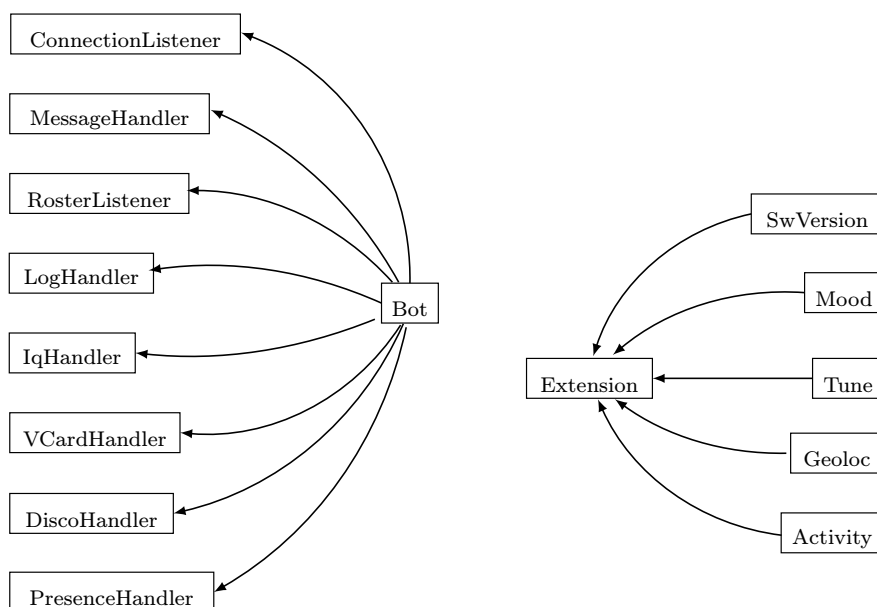 ConnectionListener
MessageHandler
RosterListener
LogHandler
IqHandler
VCardHandler
DiscoHandler
PresenceHandler
Bot
SwVersion
Mood
Extension
Tune
Geoloc
Activity